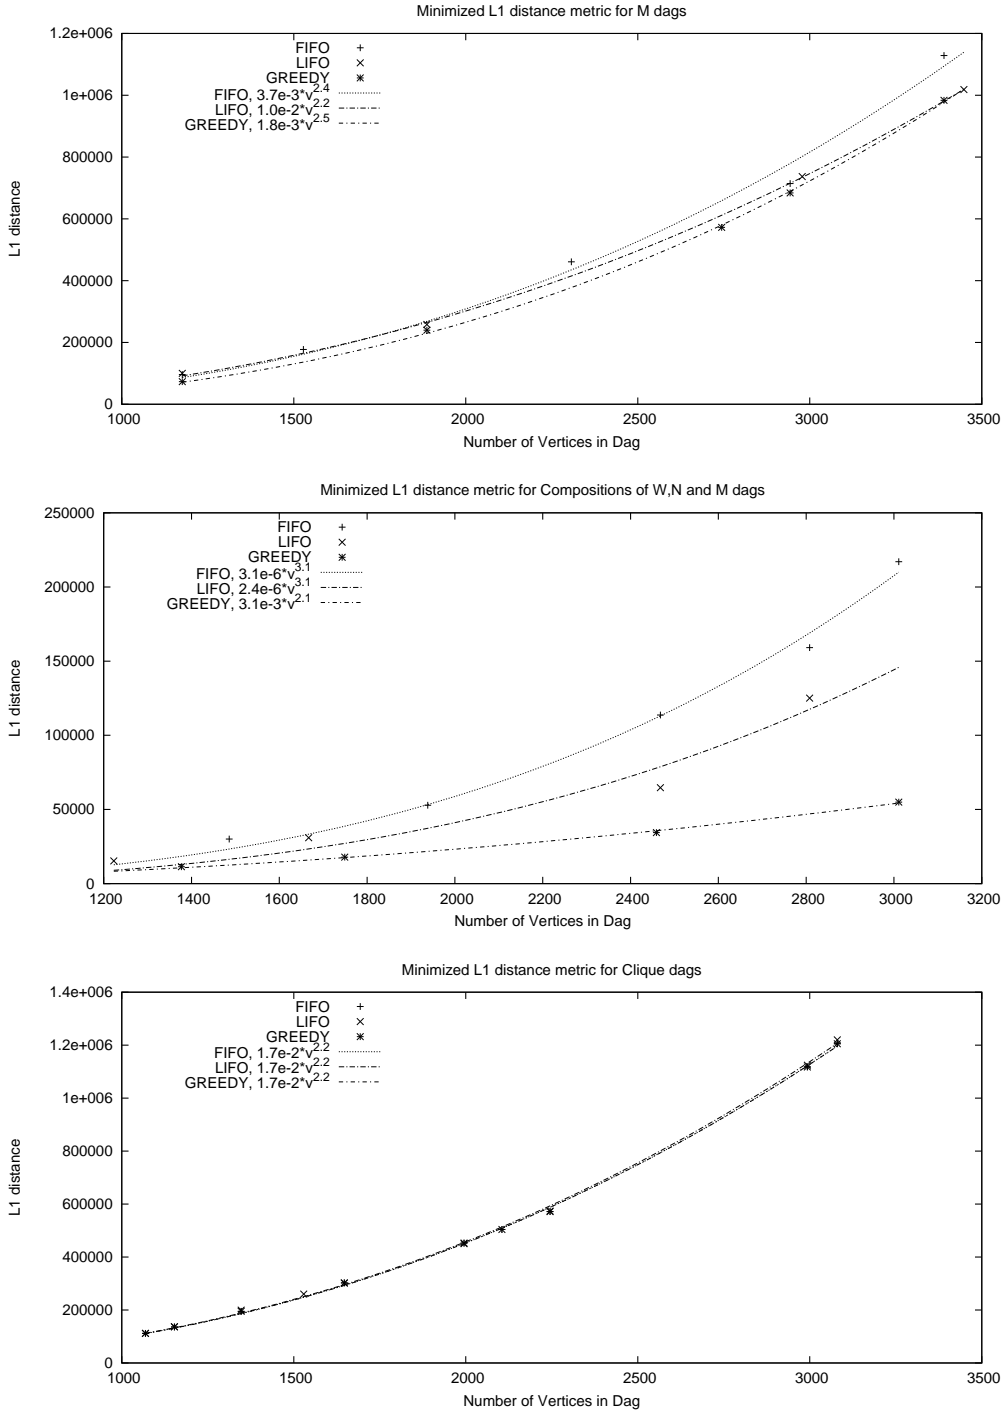 Minimized L1 distance metric for M dags
1.2e+006
1e+006
800000
600000
400000
200000
0
L1 distance
FIFO
LIFO
GREEDY
FIFO, 3.7e-3*v^2.4
LIFO, 1.0e-2*v^2.2
GREEDY, 1.8e-3*v^2.5
1000 1500 2000 2500 3000 3500
Number of Vertices in Dag
Minimized L1 distance metric for Compositions of W,N and M dags
250000
200000
150000
100000
50000
0
L1 distance
FIFO
LIFO
GREEDY
FIFO, 3.1e-6*v^3.1
LIFO, 2.4e-6*v^3.1
GREEDY, 3.1e-3*v^2.1
1200 1400 1600 1800 2000 2200 2400 2600 2800 3000 3200
Number of Vertices in Dag
Minimized L1 distance metric for Clique dags
1.4e+006
1.2e+006
1e+006
800000
600000
400000
200000
0
L1 distance
FIFO
LIFO
GREEDY
FIFO, 1.7e-2*v^2.2
LIFO, 1.7e-2*v^2.2
GREEDY, 1.7e-2*v^2.2
1000 1500 2000 2500 3000 3500
Number of Vertices in Dag